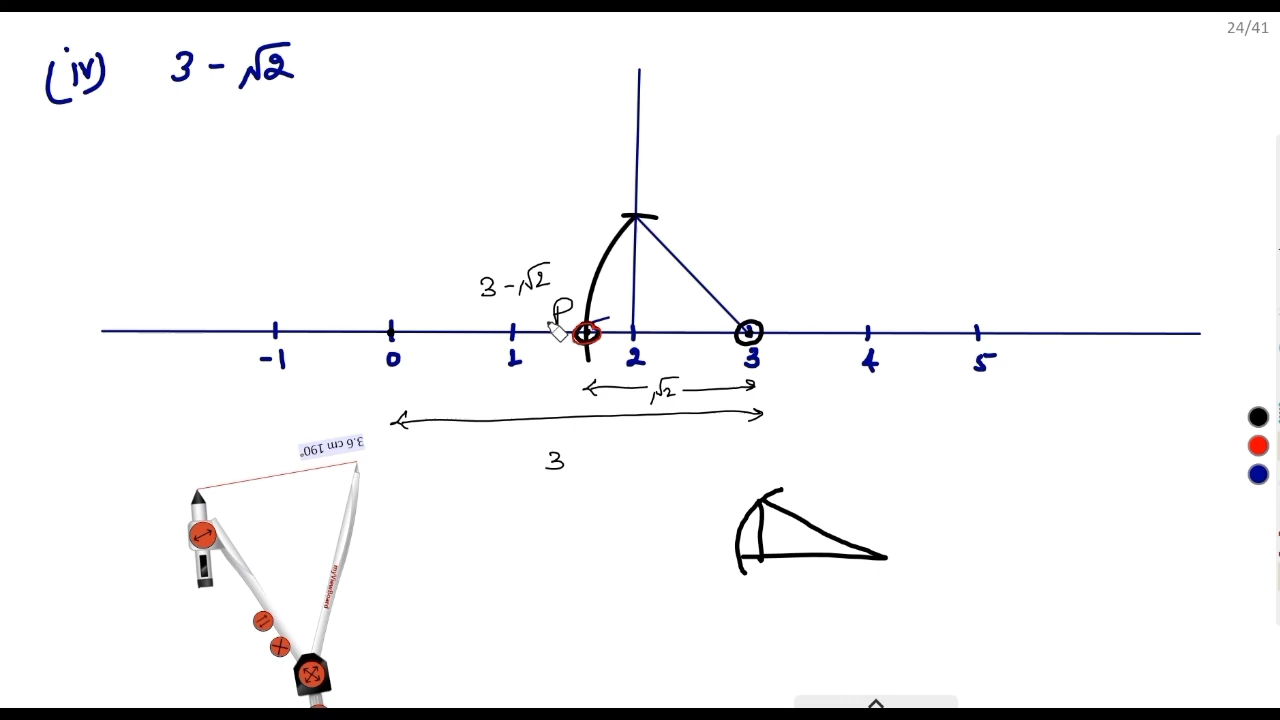 24/41
(iv) 3 - √2
3 - √2
P
-1 0 1 2 3 4 5
√2
3
3.6 cm 190°
myViewBoard